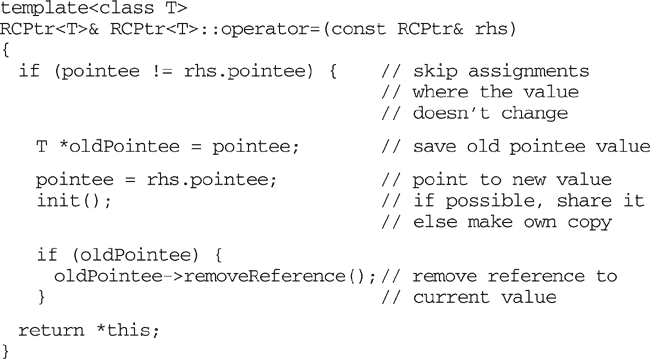 template<class T>
RCPtr<T>& RCPtr<T>::operator=(const RCPtr& rhs)
{
  if (pointee != rhs.pointee) {    // skip assignments
                                   // where the value
                                   // doesn't change
    T *oldPointee = pointee;       // save old pointee value
    pointee = rhs.pointee;         // point to new value
    init();                        // if possible, share it
                                   // else make own copy
    if (oldPointee) {
      oldPointee->removeReference();// remove reference to
    }                              // current value
  return *this;
}